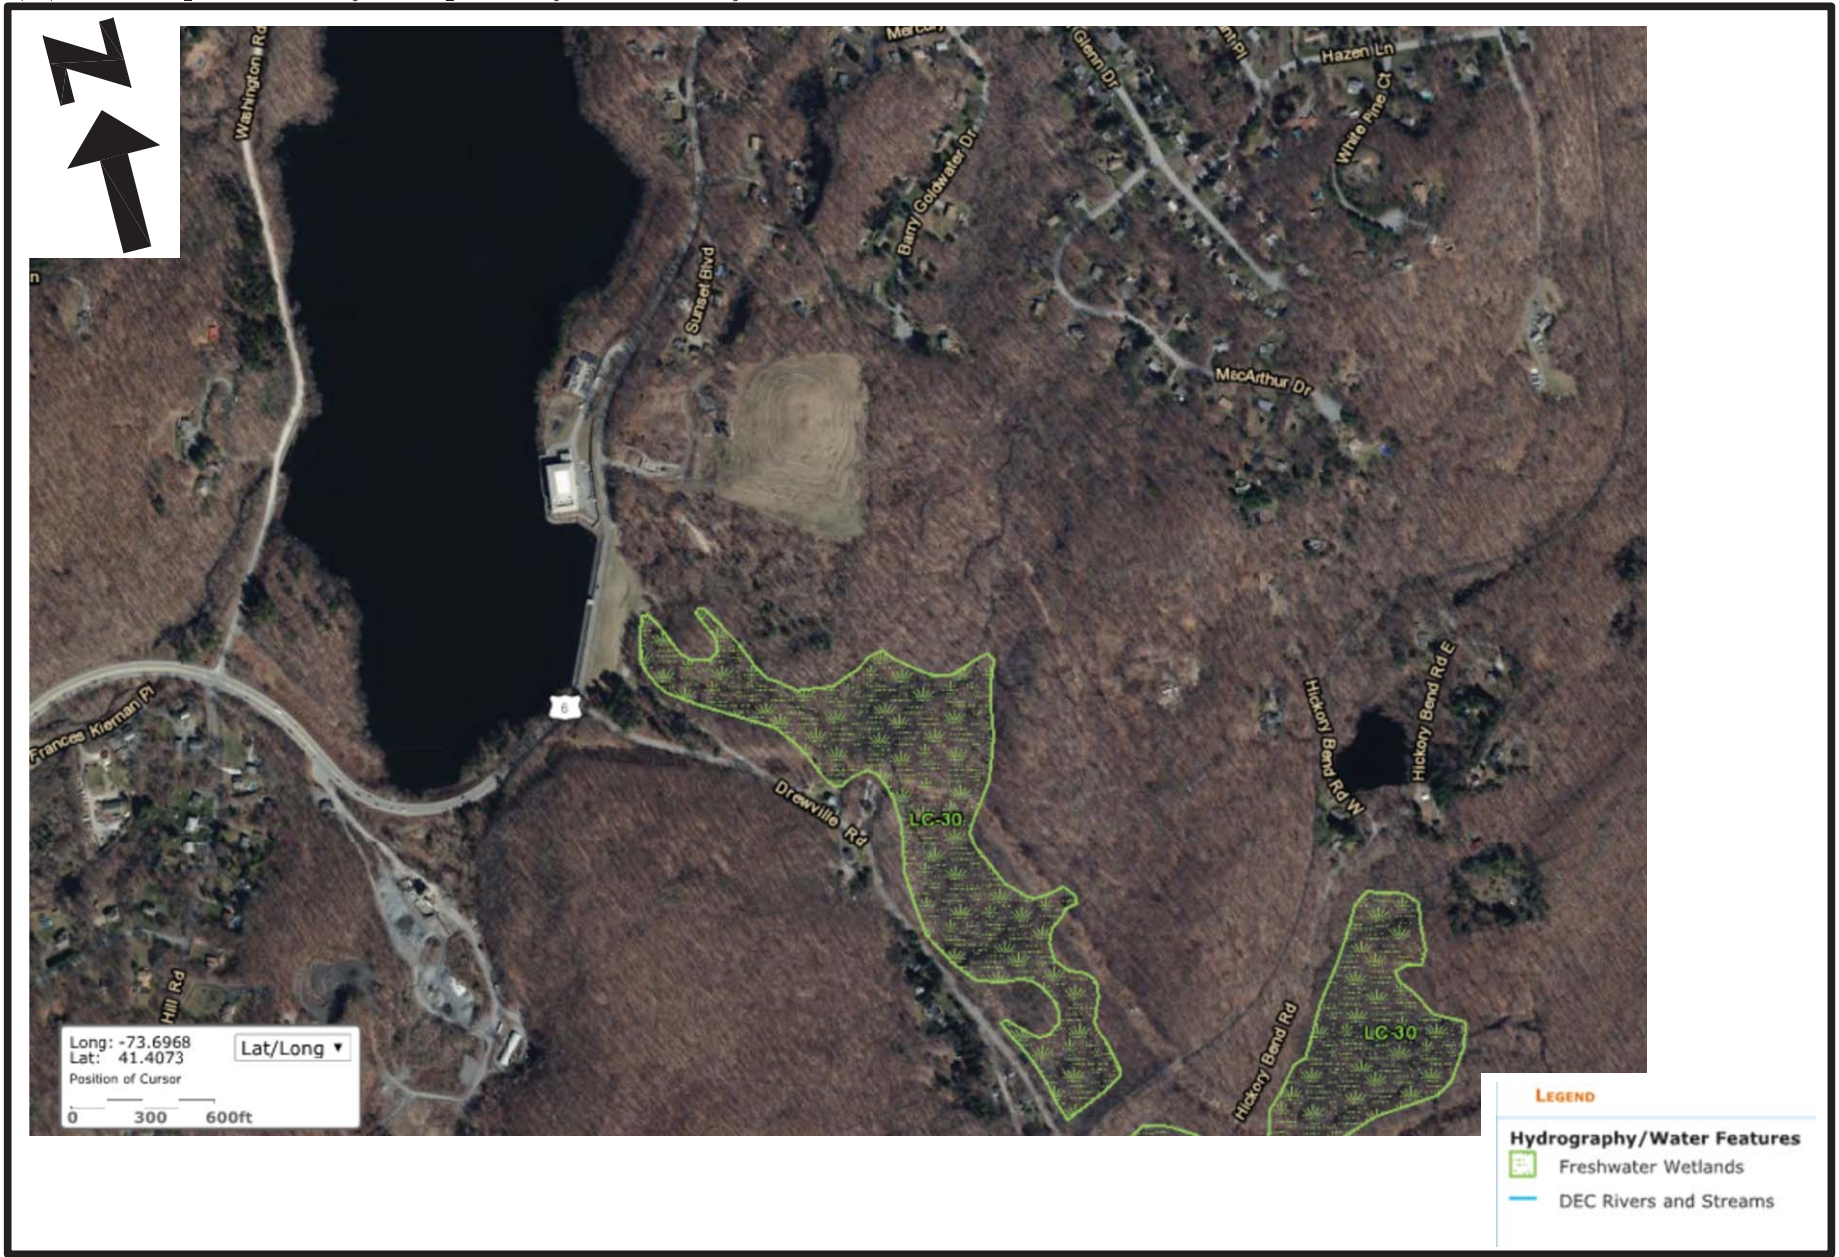 N
Washington Rd
Glenn Dr
Hazen Ln
White Pine Ct
Barry Goldwater Dr
Sunset Blvd
n
MacArthur Dr
Hickory Bend Rd E
Hickory Bend Rd W
Frances Kiernan Pl
6
Drewville Rd
LC-30
Hill Rd
Hickory Bend Rd
LC-30
Long: -73.6968
Lat: 41.4073
Lat/Long ▼
Position of Cursor
0 300 600ft
LEGEND
Hydrography/Water Features
Freshwater Wetlands
DEC Rivers and Streams